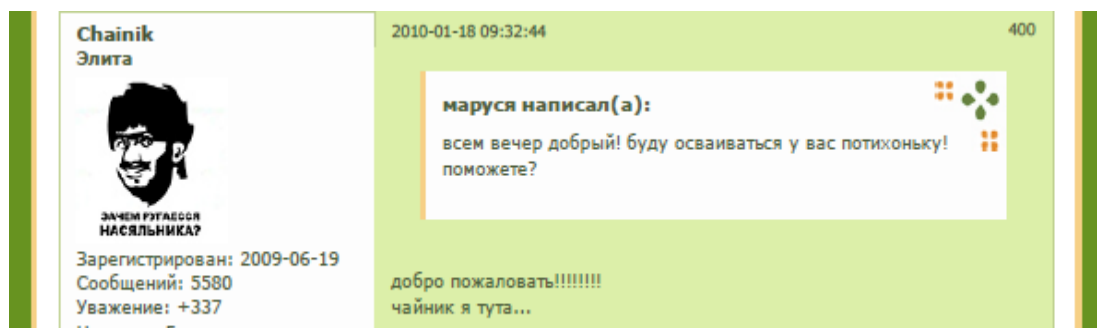 Chainik
Элита
ЗАЧЕМ РУГАЕССЯ
НАСЯЛЬНИКА?
Зарегистрирован: 2009-06-19
Сообщений: 5580
Уважение: +337
2010-01-18 09:32:44
400
маруся написал(а):
всем вечер добрый! буду осваиваться у вас потихоньку!
поможете?
добро пожаловать!!!!!!!!
чайник я тута...